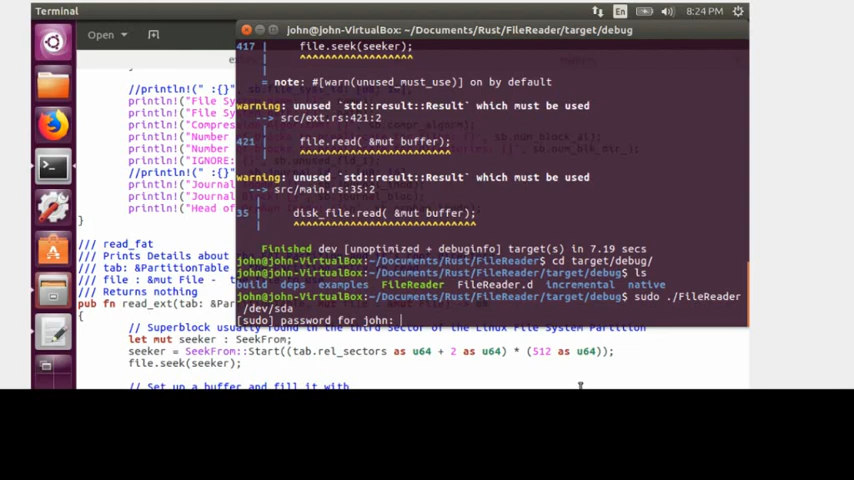 Terminal
En
8:24 PM
Open
john@john-VirtualBox: ~/Documents/Rust/FileReader/target/debug
417 |     file.seek(seeker);
    |     ^^^^^^^^^^^^^^^^^^
    = note: #[warn(unused_must_use)] on by default
warning: unused `std::result::Result` which must be used
   --> src/ext.rs:421:2
421 |     file.read( &mut buffer);
    |     ^^^^^^^^^^^^^^^^^^^^^^^^
warning: unused `std::result::Result` which must be used
  --> src/main.rs:35:2
35 |     disk_file.read( &mut buffer);
   |     ^^^^^^^^^^^^^^^^^^^^^^^^^^^^^
    Finished dev [unoptimized + debuginfo] target(s) in 7.19 secs
john@john-VirtualBox:~/Documents/Rust/FileReader$ cd target/debug/
john@john-VirtualBox:~/Documents/Rust/FileReader/target/debug$ ls
build  deps  examples  FileReader  FileReader.d  incremental  native
john@john-VirtualBox:~/Documents/Rust/FileReader/target/debug$ sudo ./FileReader
/dev/sda
[sudo] password for john:
//println!(" :{}"
println!("File Sy
println!("File Sy
println!("Compres
println!("Number
println!("Number
println!("IGNORE:
//println!(" :{}"
println!("Journal
println!("Journal
println!("Head of
}
/// read_fat
/// Prints Details about
/// tab: &PartitionTable
/// file : &mut File -
/// Returns nothing
pub fn read_ext(tab: &Par
{
// Superblock usually found in the third Sector of the Linux File System Partition
let mut seeker : SeekFrom;
seeker = SeekFrom::Start((tab.rel_sectors as u64 + 2 as u64) * (512 as u64));
file.seek(seeker);
// Set up a buffer and fill it with